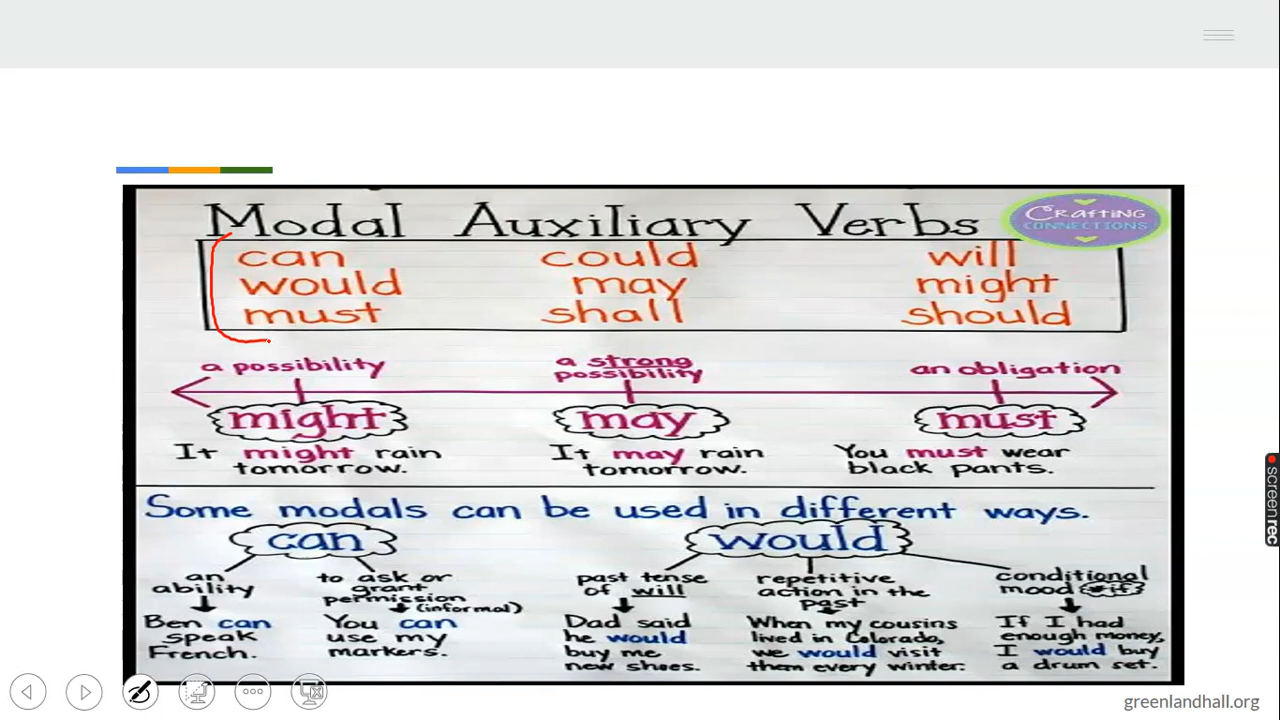 Modal Auxiliary Verbs
CRAFTING
CONNECTIONS
can could will
would may might
must shall should
a possibility a strong possibility an obligation
might may must
It might rain tomorrow.
It may rain tomorrow.
You must wear black pants.
Some modals can be used in different ways.
can would
an ability
to ask or grant permission (informal)
past tense of will
repetitive action in the past
conditional mood *if*
Ben can speak French.
You can use my markers.
Dad said he would buy me new shoes.
When my cousins lived in Colorado, we would visit them every winter.
If I had enough money, I would buy a drum set.
screenrec
greenlandhall.org